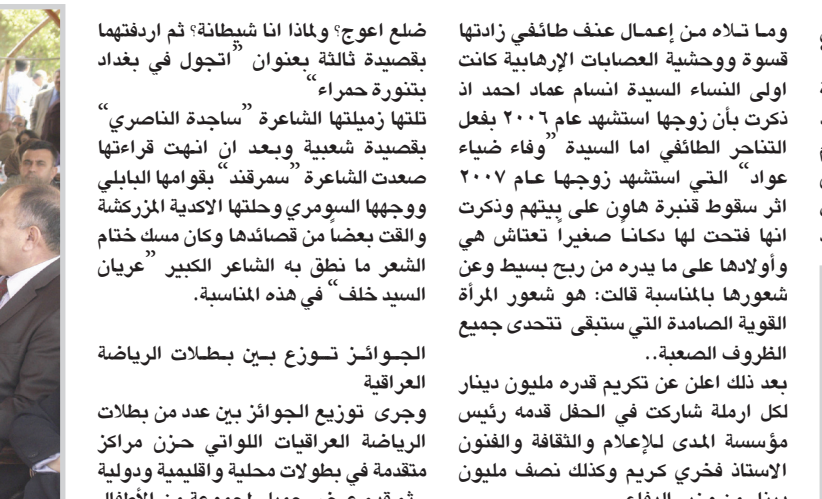 وما تلاه من إعمال عنف طائفي زادتها
قسوة ووحشية العصابات الإرهابية كانت
اولى النساء السيدة انسام عماد احمد اذ
ذكرت بأن زوجها استشهد عام ٢٠٠٦ بفعل
التناحر الطائفي اما السيدة ”وفاء ضياء
عواد“ التي استشهد زوجها عام ٢٠٠٧
اثر سقوط قنبرة هاون على بيتهم وذكرت
انها فتحت لها دكاناً صغيراً تعتاش هي
وأولادها على ما يدره من ربح بسيط وعن
شعورها بالمناسبة قالت: هو شعور المرأة
القوية الصامدة التي ستبقى تتحدى جميع
الظروف الصعبة..
بعد ذلك اعلن عن تكريم قدره مليون دينار
لكل ارملة شاركت في الحفل قدمه رئيس
مؤسسة المدى للإعلام والثقافة والفنون
الاستاذ فخري كريم وكذلك نصف مليون
ضلع اعوج؟ ولماذا انا شيطانة؟ ثم اردفتهما
بقصيدة ثالثة بعنوان ”اتجول في بغداد
بتنورة حمراء“
تلتها زميلتها الشاعرة ”ساجدة الناصري“
بقصيدة شعبية وبعد ان انهت قراءتها
صعدت الشاعرة ”سمرقند“ بقوامها البابلي
ووجهها السومري وحلتها الاكدية المزركشة
والقت بعضاً من قصائدها وكان مسك ختام
الشعر ما نطق به الشاعر الكبير ”عريان
السيد خلف“ في هذه المناسبة.
الجوائز توزع بين بطلات الرياضة
العراقية
وجرى توزيع الجوائز بين عدد من بطلات
الرياضة العراقيات اللواتي حزن مراكز
متقدمة في بطولات محلية واقليمية ودولية